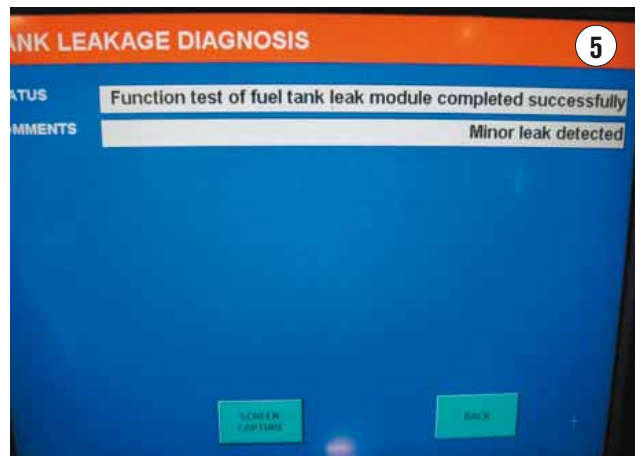 NK LEAKAGE DIAGNOSIS
5
ATUS
Function test of fuel tank leak module completed successfully
MMENTS
Minor leak detected
SCREEN
CAPTURE
BACK